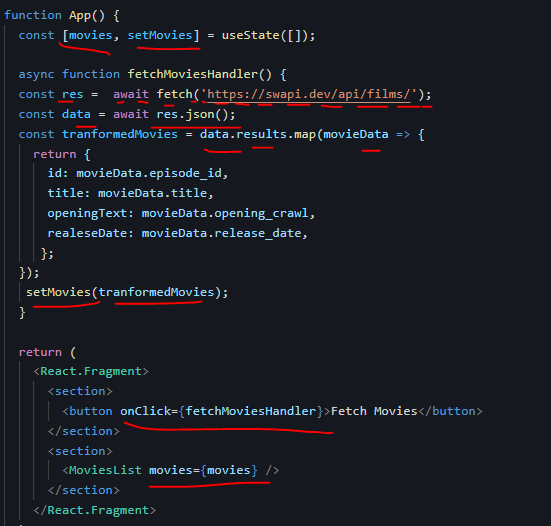 function App() {
const [movies, setMovies] = useState([]);
async function fetchMoviesHandler() {
const res = await fetch('https://swapi.dev/api/films/');
const data = await res.json();
const tranformedMovies = data.results.map(movieData => {
return {
id: movieData.episode_id,
title: movieData.title,
openingText: movieData.opening_crawl,
realeseDate: movieData.release_date,
};
});
setMovies(tranformedMovies);
}
return (
<React.Fragment>
<section>
<button onClick={fetchMoviesHandler}>Fetch Movies</button>
</section>
<section>
<MoviesList movies={movies} />
</section>
</React.Fragment>